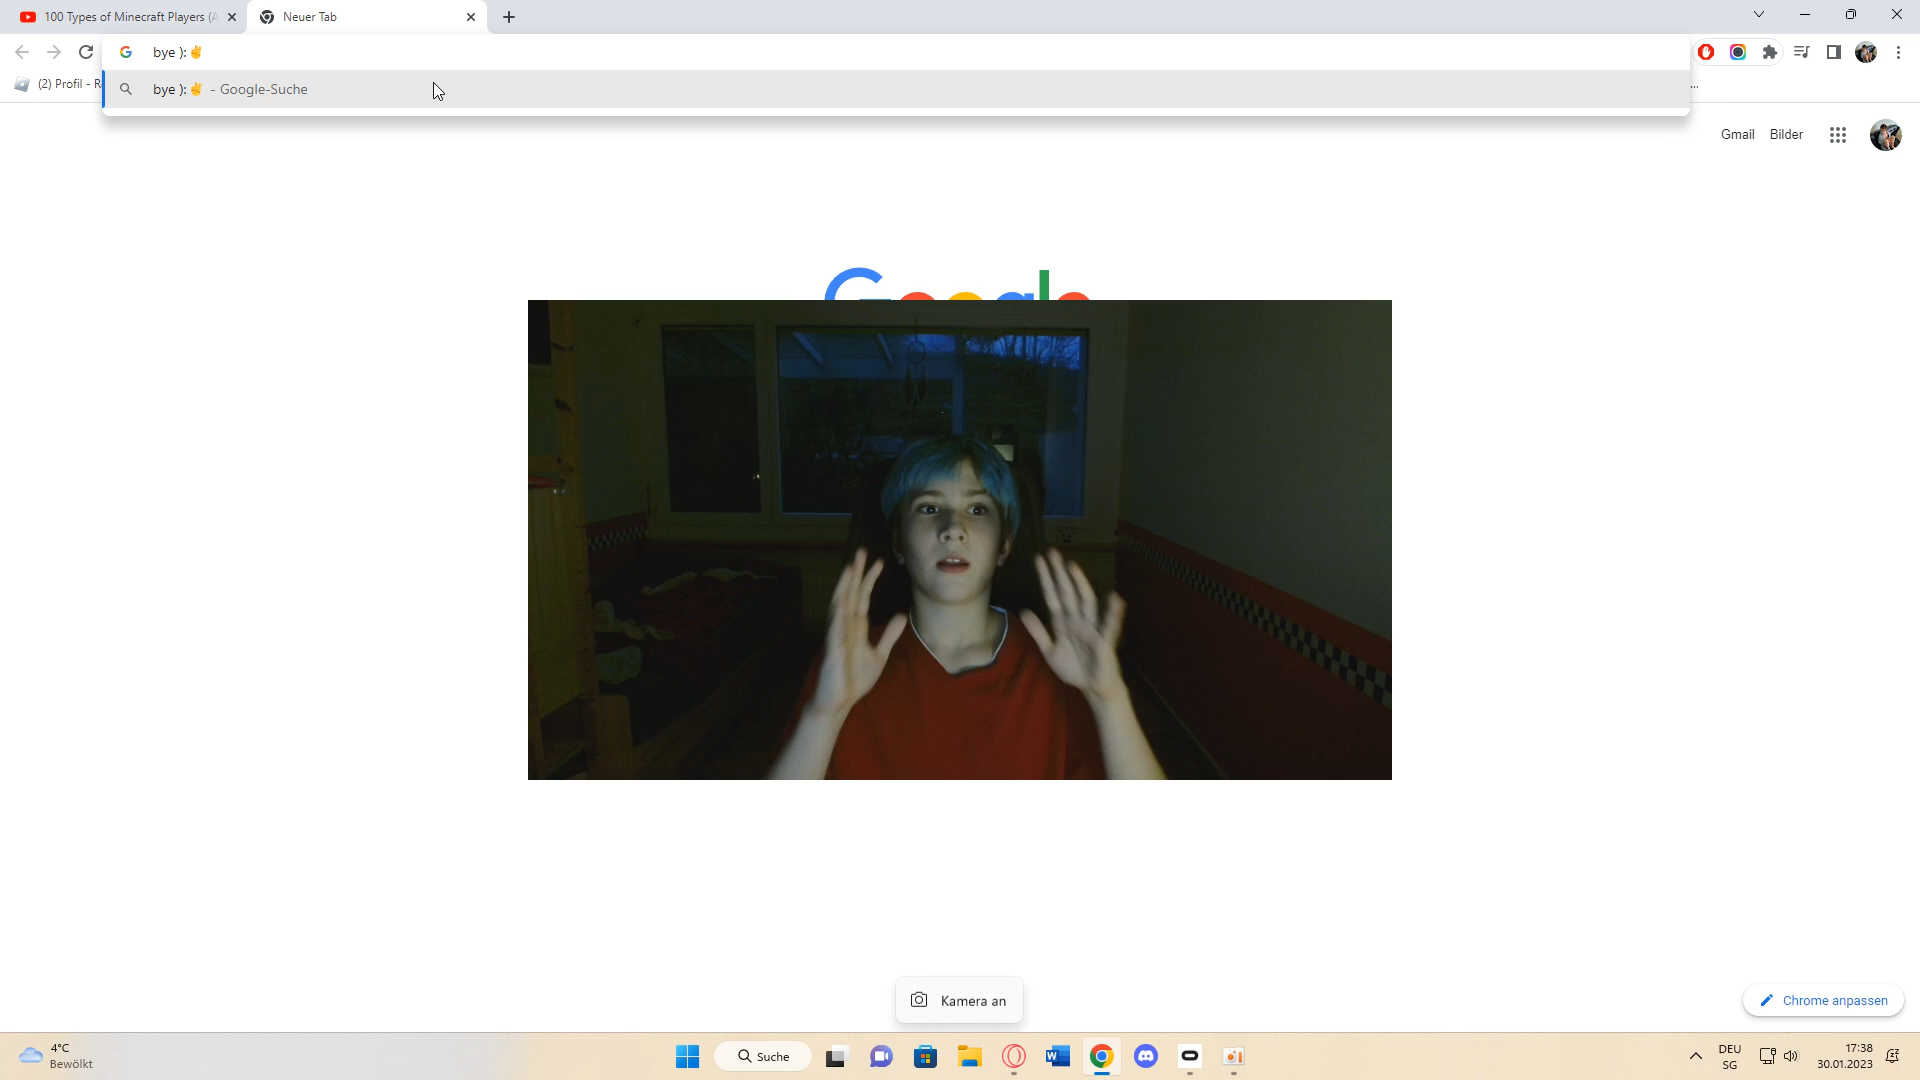 100 Types of Minecraft Players (A
Neuer Tab
bye ):✌
(2) Profil - R
bye ):✌ - Google-Suche
...
Gmail
Bilder
Google
Kamera an
Chrome anpassen
4°C
Bewölkt
Suche
DEU
SG
17:38
30.01.2023